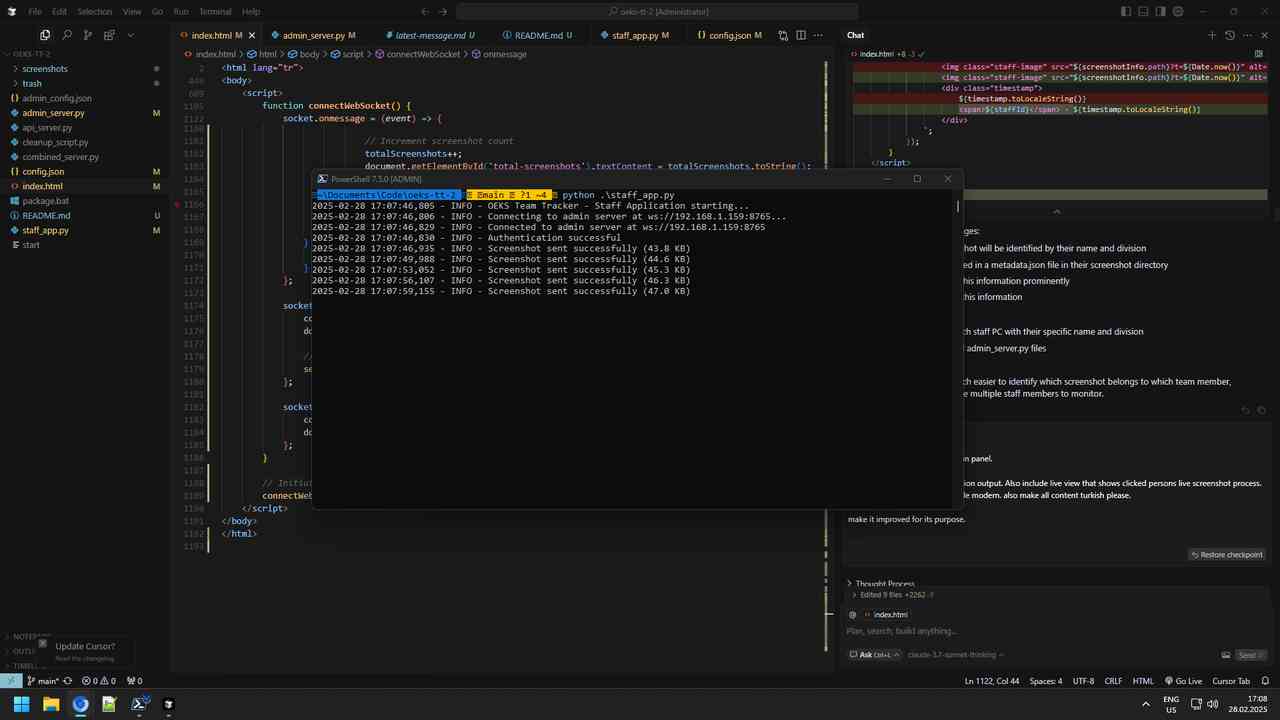 File Edit Selection View Go Run Terminal Help
oeks-tt-2 [Administrator]
index.html M
admin_server.py M
latest-message.md U
README.md U
staff_app.py M
config.json M
Chat
OEKS-TT-2
screenshots
trash
admin_config.json
admin_server.py M
api_server.py
cleanup_script.py
combined_server.py
config.json M
index.html M
package.bat
README.md U
staff_app.py M
start
index.html > html > body > script > connectWebSocket > onmessage
2 <html lang="tr">
<body>
<script>
1105 function connectWebSocket() {
1122 socket.onmessage = (event) => {
// Increment screenshot count
totalScreenshots++;
document.getElementById('total-screenshots').textContent = totalScreenshots.toString();
PowerShell 7.5.0 [ADMIN]
~\Documents\Code\oeks-tt-2 main ?1 ~4 python .\staff_app.py
2025-02-28 17:07:46,805 - INFO - OEKS Team Tracker - Staff Application starting...
2025-02-28 17:07:46,806 - INFO - Connecting to admin server at ws://192.168.1.159:8765...
2025-02-28 17:07:46,829 - INFO - Connected to admin server at ws://192.168.1.159:8765
2025-02-28 17:07:46,830 - INFO - Authentication successful
2025-02-28 17:07:46,935 - INFO - Screenshot sent successfully (43.8 KB)
2025-02-28 17:07:49,988 - INFO - Screenshot sent successfully (44.6 KB)
2025-02-28 17:07:53,052 - INFO - Screenshot sent successfully (45.3 KB)
2025-02-28 17:07:56,107 - INFO - Screenshot sent successfully (46.3 KB)
2025-02-28 17:07:59,155 - INFO - Screenshot sent successfully (47.0 KB)
};
1174 socket
1175 co
1176 do
//
se
};
socket
co
do
};
}
// Initia
connectWeb
</script>
</body>
</html>
index.html +8 -3
<img class="staff-image" src="${screenshotInfo.path}?t=${Date.now()}" alt=
<img class="staff-image" src="${screenshotInfo.path}?t=${Date.now()}" alt=
<div class="timestamp">
${timestamp.toLocaleString()}
<span>${staffId}</span> - ${timestamp.toLocaleString()}
</div>
`;
});
}
</script>
ges:
shot will be identified by their name and division
ed in a metadata.json file in their screenshot directory
this information prominently
this information
ch staff PC with their specific name and division
admin_server.py files
ch easier to identify which screenshot belongs to which team member,
e multiple staff members to monitor.
n panel.
ion output. Also include live view that shows clicked persons live screenshot process.
le modern. also make all content turkish please.
make it improved for its purpose.
Restore checkpoint
Thought Process
Edited 9 files +2262 -9
@ index.html
Plan, search, build anything...
Ask Ctrl+L claude-3.7-sonnet-thinking
Send
OUTLI
TIMELI
Update Cursor?
Read the changelog.
main* 0 0 0
Ln 1122, Col 44 Spaces: 4 UTF-8 CRLF HTML Go Live Cursor Tab
ENG
US
17:08
28.02.2025